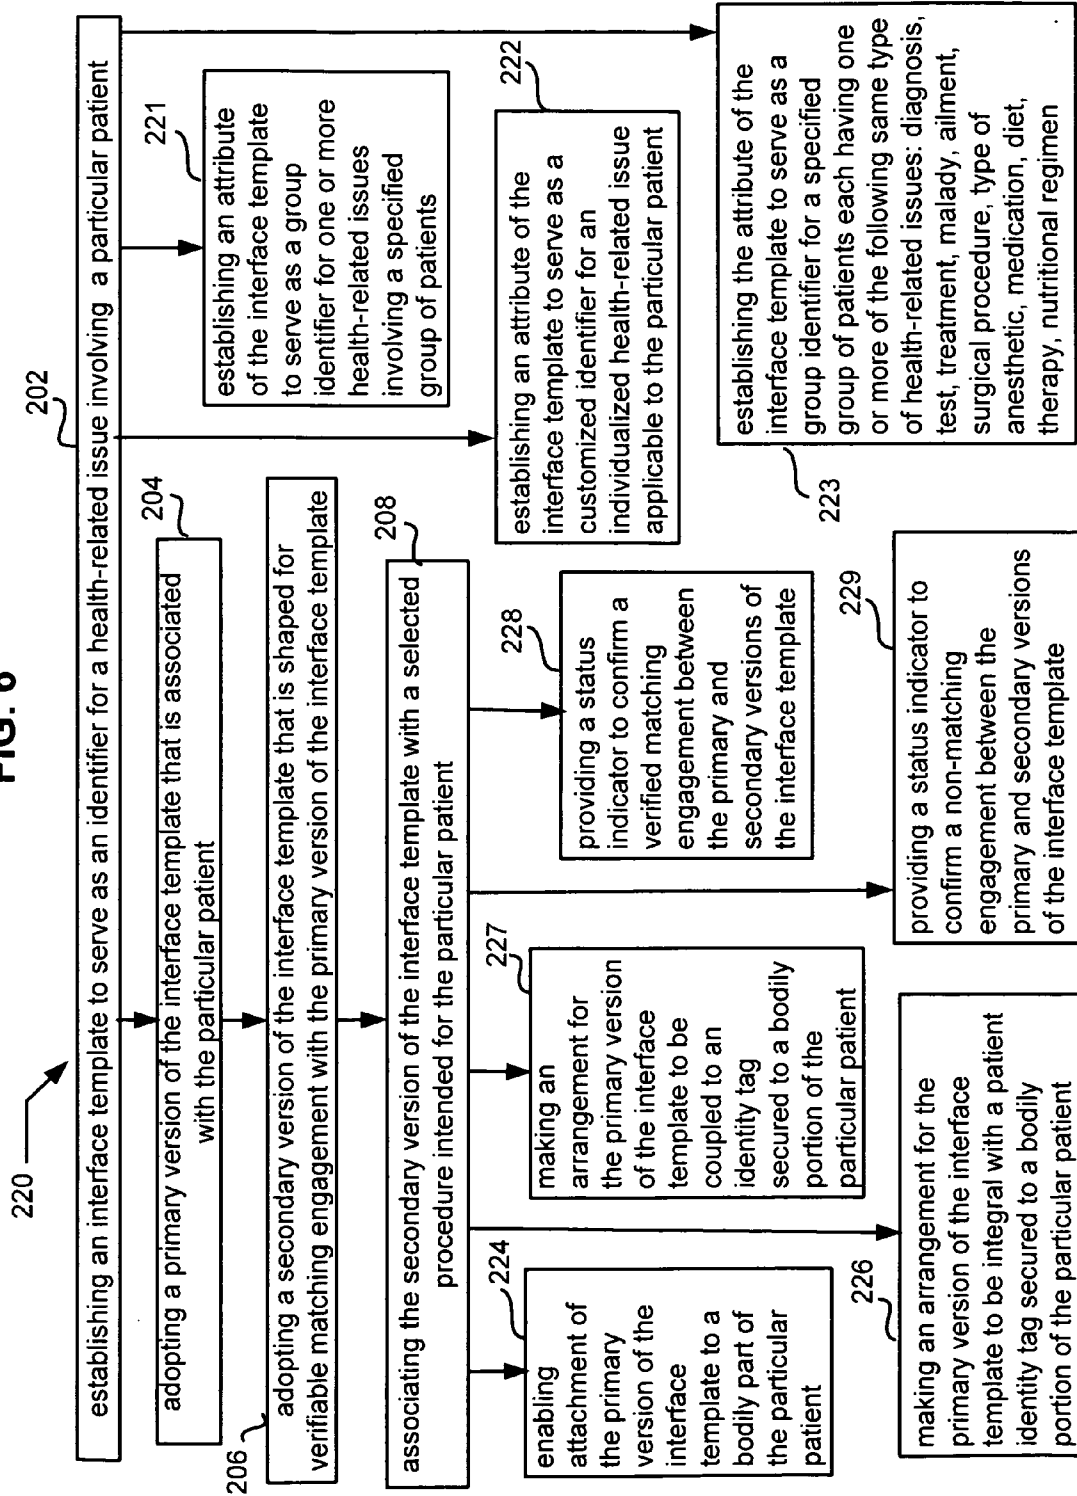 FIG. 6
220
202
establishing an interface template to serve as an identifier for a health-related issue involving a particular patient
204
adopting a primary version of the interface template that is associated
with the particular patient
206
adopting a secondary version of the interface template that is shaped for
verifiable matching engagement with the primary version of the interface template
208
associating the secondary version of the interface template with a selected
procedure intended for the particular patient
221
establishing an attribute
of the interface template
to serve as a group
identifier for one or more
health-related issues
involving a specified
group of patients
222
establishing an attribute of the
interface template to serve as a
customized identifier for an
individualized health-related issue
applicable to the particular patient
223
establishing the attribute of the
interface template to serve as a
group identifier for a specified
group of patients each having one
or more of the following same type
of health-related issues: diagnosis,
test, treatment, malady, ailment,
surgical procedure, type of
anesthetic, medication, diet,
therapy, nutritional regimen
224
enabling
attachment of
the primary
version of the
interface
template to a
bodily part of
the particular
patient
227
making an
arrangement for
the primary version
of the interface
template to be
coupled to an
identity tag
secured to a bodily
portion of the
particular patient
228
providing a status
indicator to confirm a
verified matching
engagement between
the primary and
secondary versions of
the interface template
226
making an arrangement for the
primary version of the interface
template to be integral with a patient
identity tag secured to a bodily
portion of the particular patient
229
providing a status indicator to
confirm a non-matching
engagement between the
primary and secondary versions
of the interface template